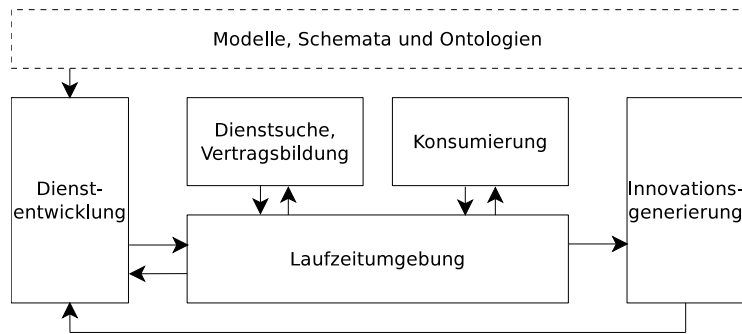 Modelle, Schemata und Ontologien
Dienst-
entwicklung
Dienstsuche,
Vertragsbildung
Konsumierung
Innovations-
generierung
Laufzeitumgebung